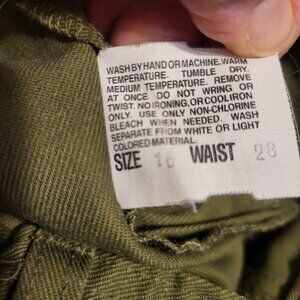 WASH BY HAND OR MACHINE. WARM
TEMPERATURE. TUMBLE DRY.
MEDIUM TEMPERATURE. REMOVE
AT ONCE DO NOT WRING OR
TWIST. NO IRONING, OR COOL IRON
ONLY. USE ONLY NON-CHLORINE
BLEACH WHEN NEEDED. WASH
SEPARATE FROM WHITE OR LIGHT
COLORED MATERIAL.
SIZE WAIST 28